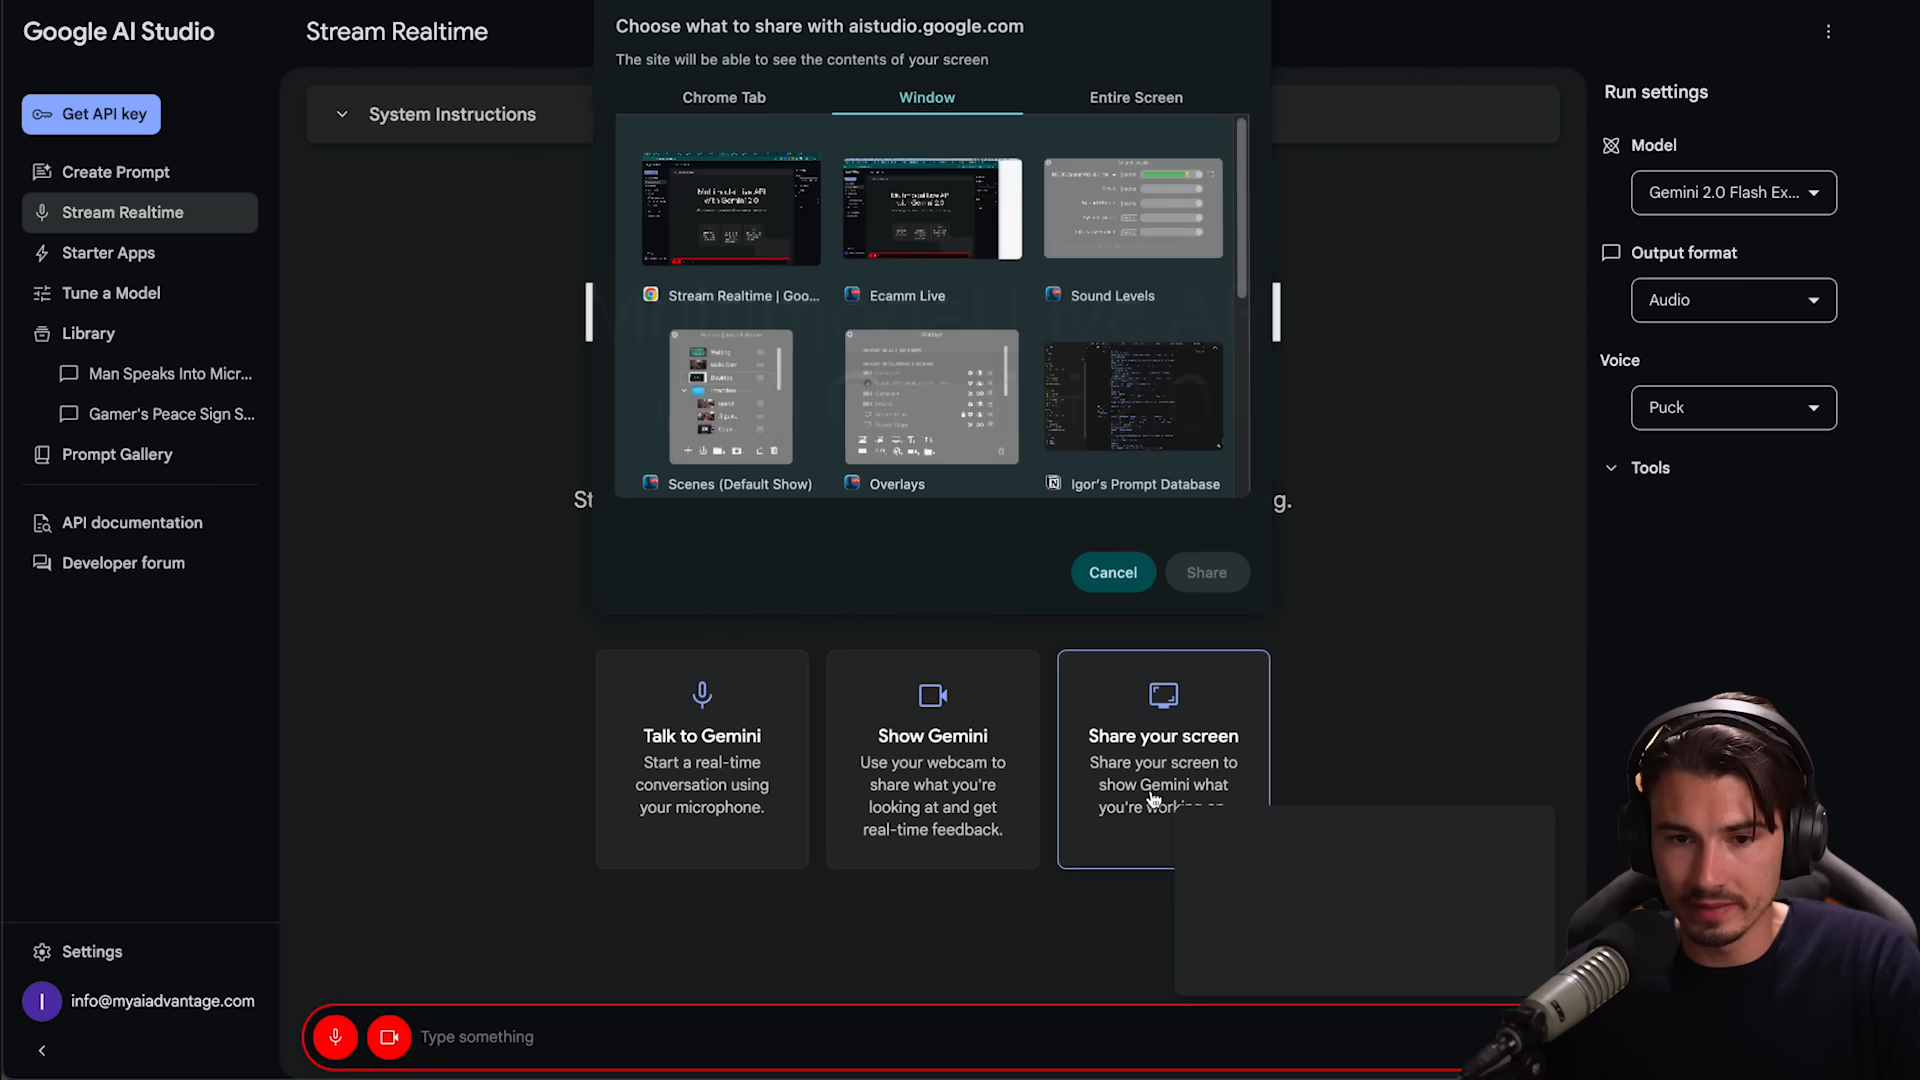 Google AI Studio
Get API key
Create Prompt
Stream Realtime
Starter Apps
Tune a Model
Library
Man Speaks Into Micr...
Gamer's Peace Sign S...
Prompt Gallery
API documentation
Developer forum
Settings
I
info@myaiadvantage.com
Stream Realtime
System Instructions
Choose what to share with aistudio.google.com
The site will be able to see the contents of your screen
Chrome Tab
Window
Entire Screen
Stream Realtime | Goo...
Ecamm Live
Sound Levels
Scenes (Default Show)
Overlays
Igor's Prompt Database
Cancel
Share
Talk to Gemini
Start a real-time
conversation using
your microphone.
Show Gemini
Use your webcam to
share what you're
looking at and get
real-time feedback.
Share your screen
Share your screen to
show Gemini what
you're working on
Type something
Run settings
Model
Gemini 2.0 Flash Ex...
Output format
Audio
Voice
Puck
Tools